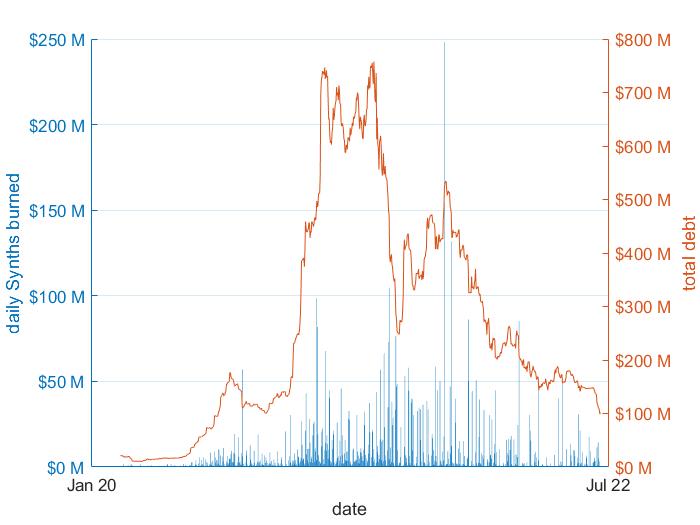 $250 M
$200 M
$150 M
$100 M
$50 M
$0 M
daily Synths burned
$800 M
$700 M
$600 M
$500 M
$400 M
$300 M
$200 M
$100 M
$0 M
total debt
Jan 20
Jul 22
date